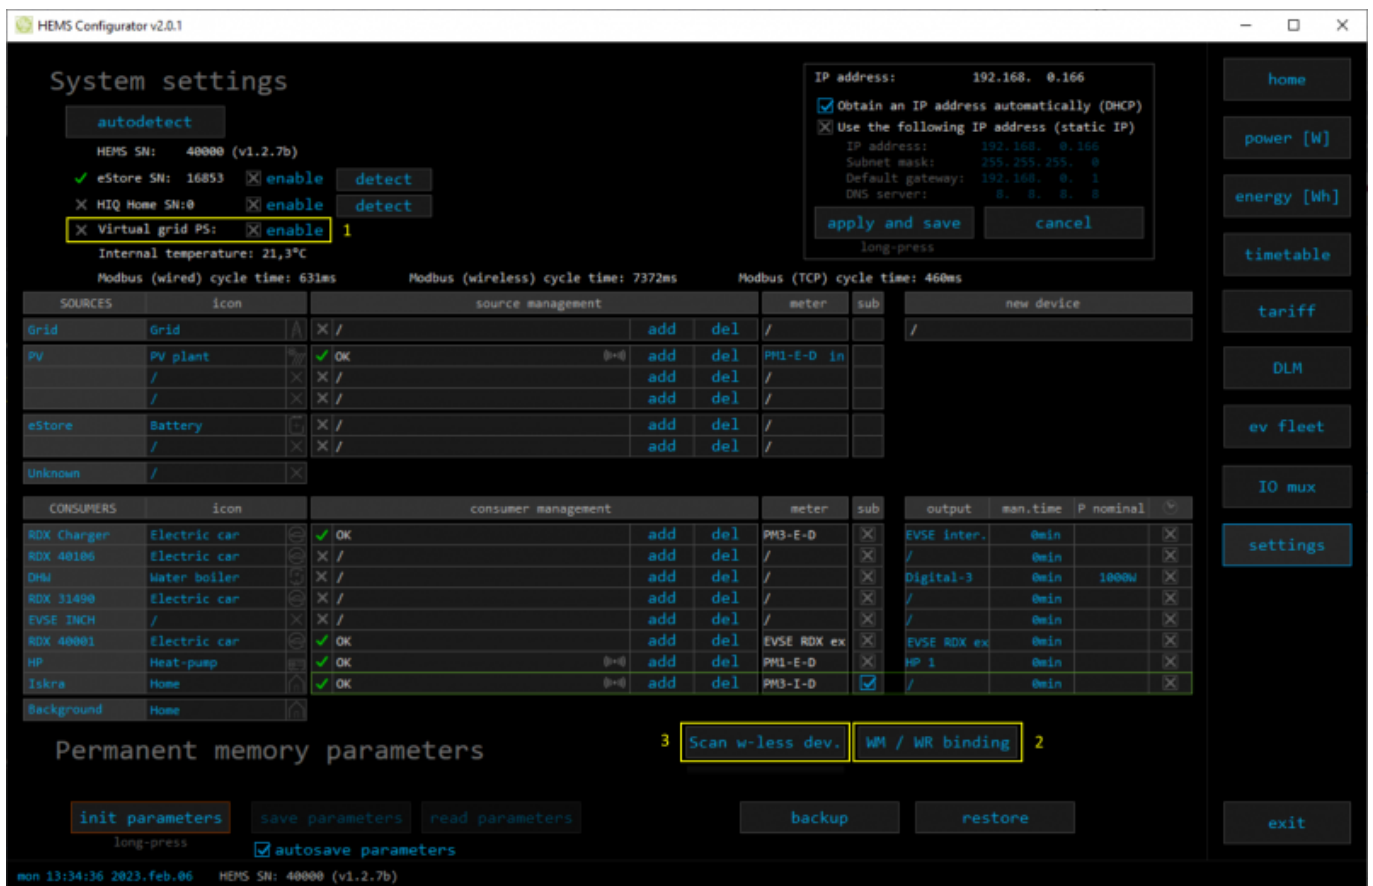 HEMS Configurator v2.0.1
System settings
autodetect
HEMS SN: 40000 (v1.2.7b)
eStore SN: 16853 enable detect
HIQ Home SN:0 enable detect
Virtual grid PS: enable 1
Internal temperature: 21,3°C
Modbus (wired) cycle time: 631ms Modbus (wireless) cycle time: 7372ms Modbus (TCP) cycle time: 460ms
IP address: 192.168. 0.166
Obtain an IP address automatically (DHCP)
Use the following IP address (static IP)
IP address: 192.168. 0.166
Subnet mask: 255.255.255. 0
Default gateway: 192.168. 0. 1
DNS server: 8. 8. 8. 8
apply and save cancel
long-press
home
power [W]
energy [Wh]
timetable
tariff
DLM
ev fleet
IO mux
settings
exit
SOURCES icon source management meter sub new device
Grid Grid / add del / /
PV PV plant OK add del PM1-E-D in
/ / add del /
/ / add del /
eStore Battery / add del /
/ / add del /
Unknown /
CONSUMERS icon consumer management meter sub output man.time P nominal
RDX Charger Electric car OK add del PM3-E-D EVSE inter. 0min
RDX 40106 Electric car / add del / / 0min
DHW Water boiler / add del / Digital-3 0min 1000W
RDX 31490 Electric car / add del / / 0min
EVSE INCH / / add del / / 0min
RDX 40001 Electric car OK add del EVSE RDX ex EVSE RDX ex 0min
HP Heat-pump OK add del PM1-E-D HP 1 0min
Iskra Home OK add del PM3-I-D / 0min
Background Home
Permanent memory parameters
3 Scan w-less dev. WM / WR binding 2
init parameters save parameters read parameters backup restore
long-press
autosave parameters
mon 13:34:36 2023.feb.06 HEMS SN: 40000 (v1.2.7b)